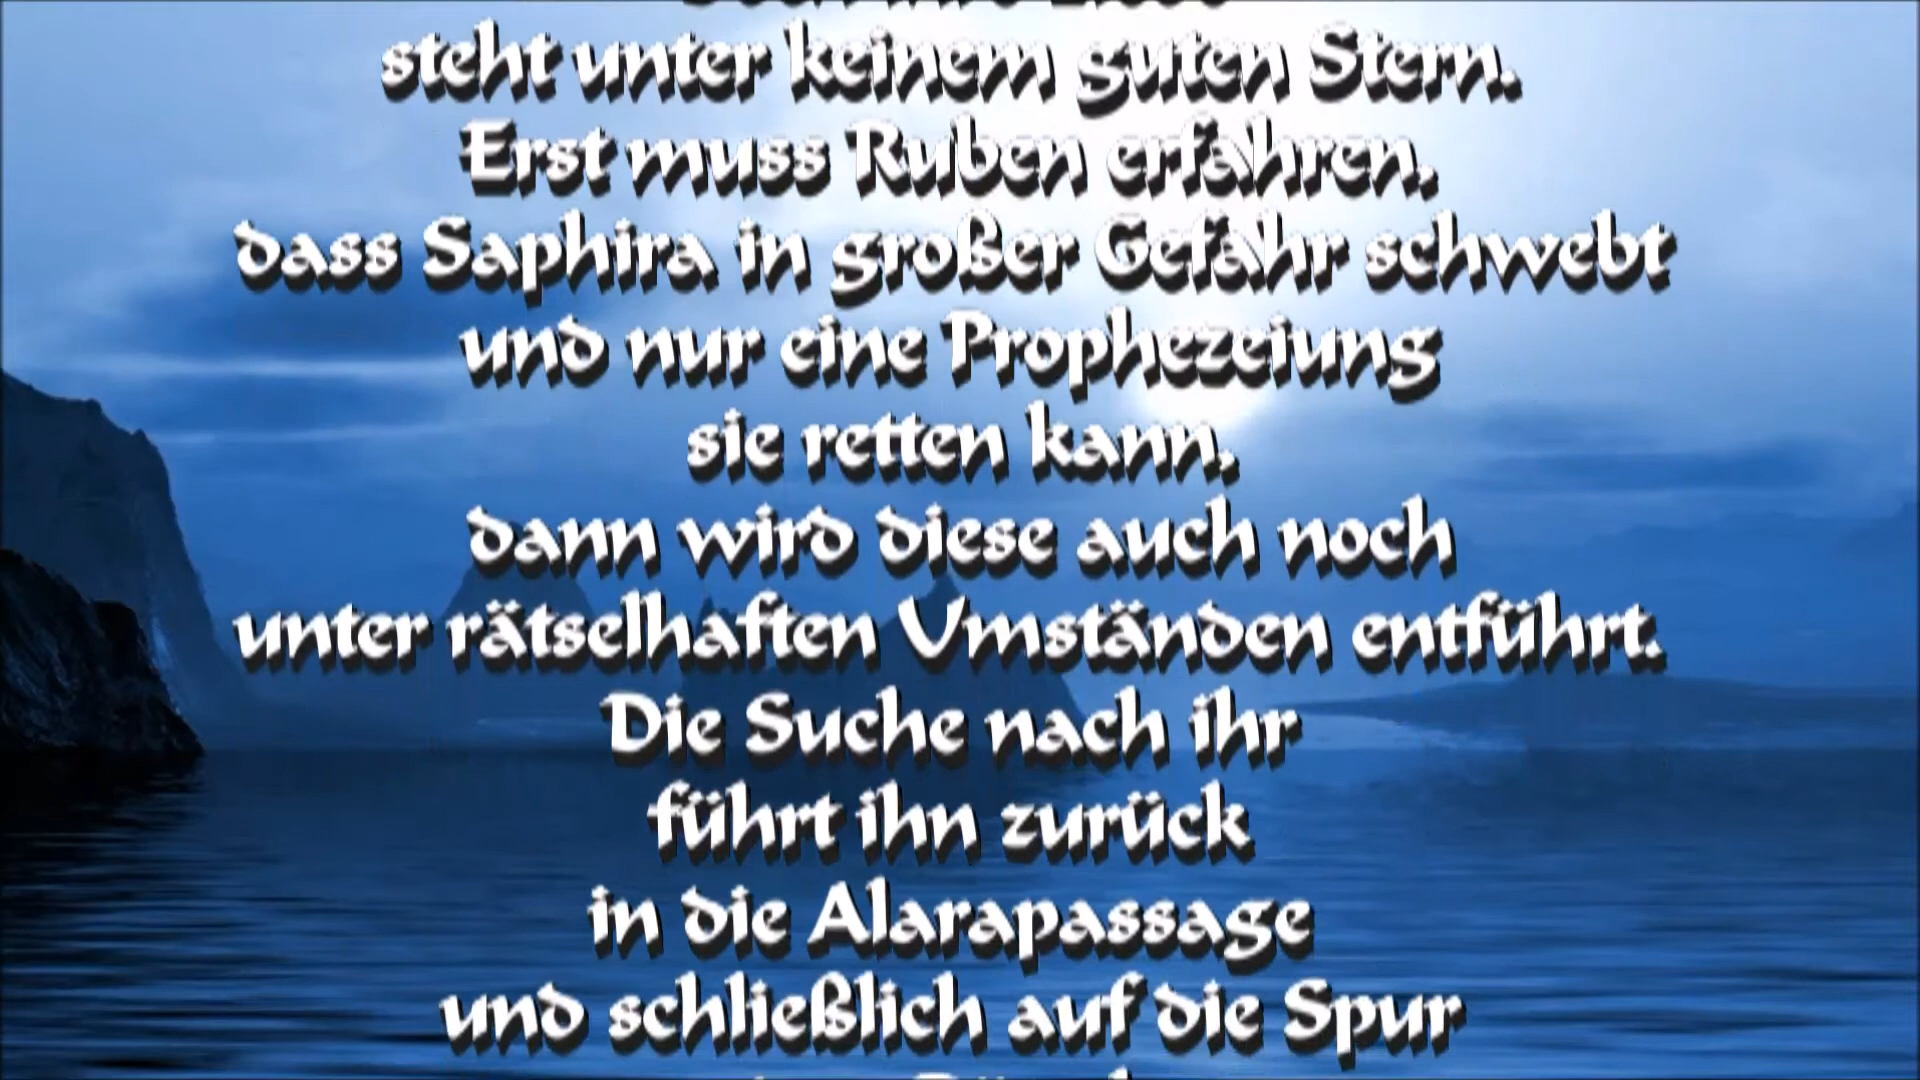 steht unter keinem guten Stern.
Erst muss Ruben erfahren,
dass Saphira in großer Gefahr schwebt
und nur eine Prophezeiung
sie retten kann,
dann wird diese auch noch
unter rätselhaften Umständen entführt.
Die Suche nach ihr
führt ihn zurück
in die Alarapassage
und schließlich auf die Spur